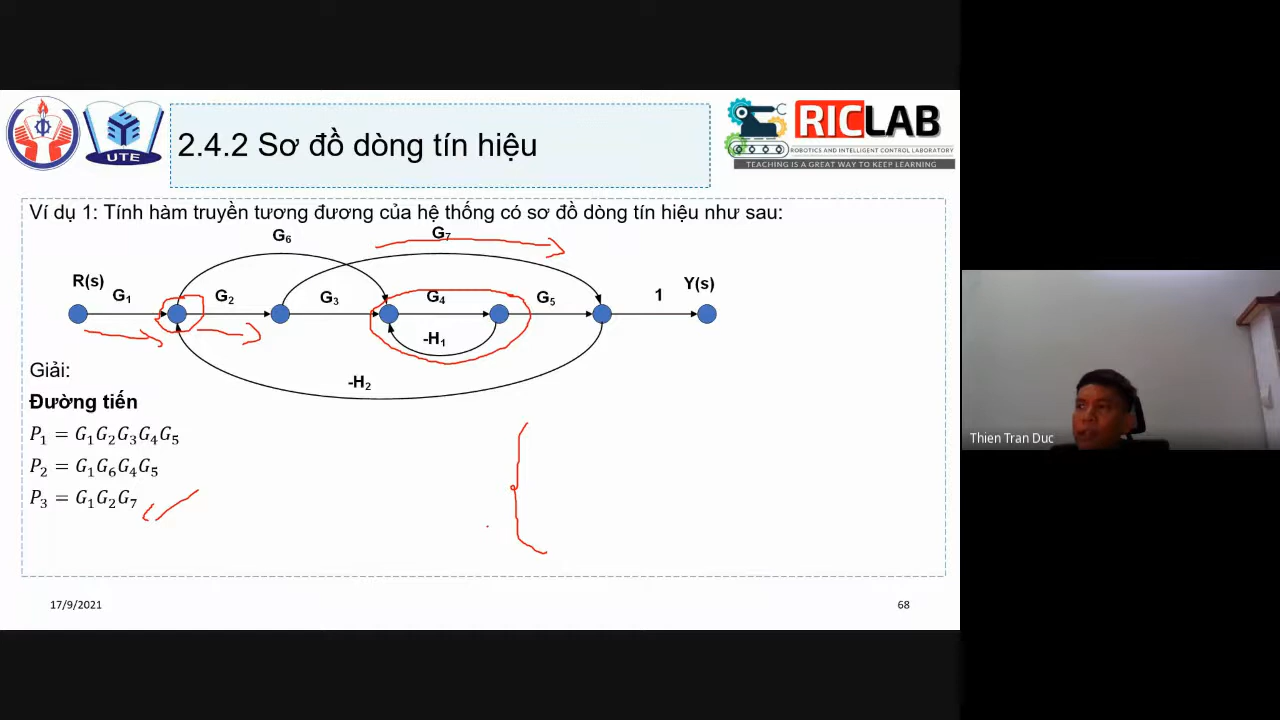 UTE
2.4.2 Sơ đồ dòng tín hiệu
RICLAB
ROBOTICS AND INTELLIGENT CONTROL LABORATORY
TEACHING IS A GREAT WAY TO KEEP LEARNING
Ví dụ 1: Tính hàm truyền tương đương của hệ thống có sơ đồ dòng tín hiệu như sau:
G₆
G₇
R(s)
Y(s)
G₁
G₂
G₃
G₄
G₅
1
-H₁
-H₂
Giải:
Đường tiến
P₁ = G₁G₂G₃G₄G₅
P₂ = G₁G₆G₄G₅
P₃ = G₁G₂G₇
17/9/2021
68
Thien Tran Duc